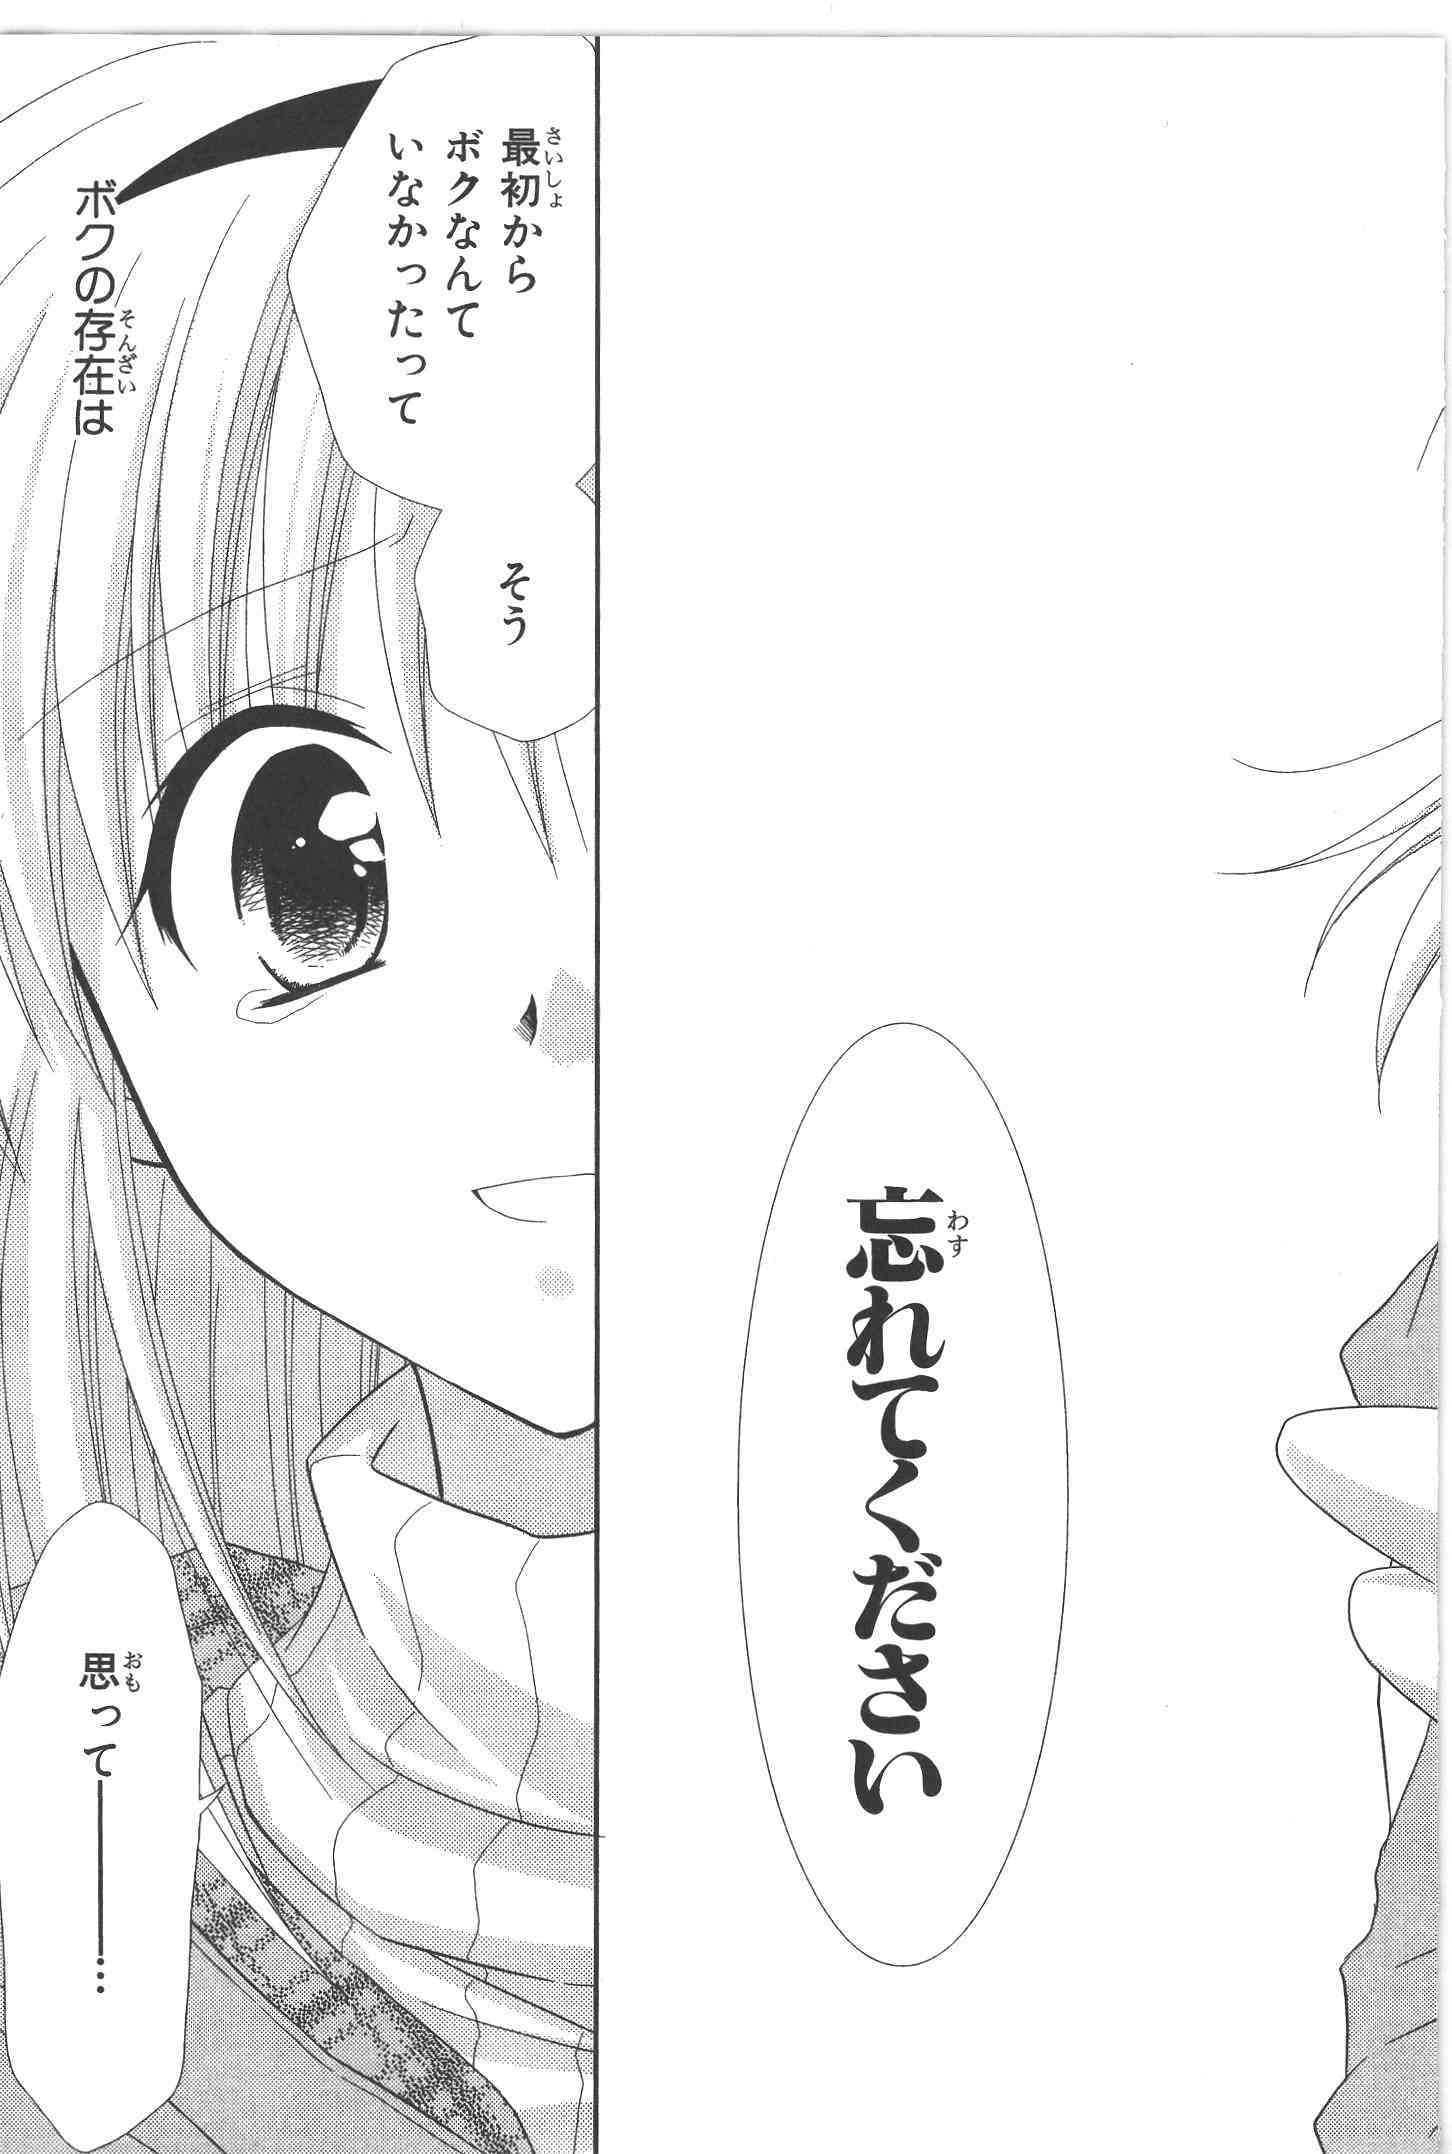 忘れてください
最初から
ボクなんて
いなかったって
そう
思って――…
ボクの存在は